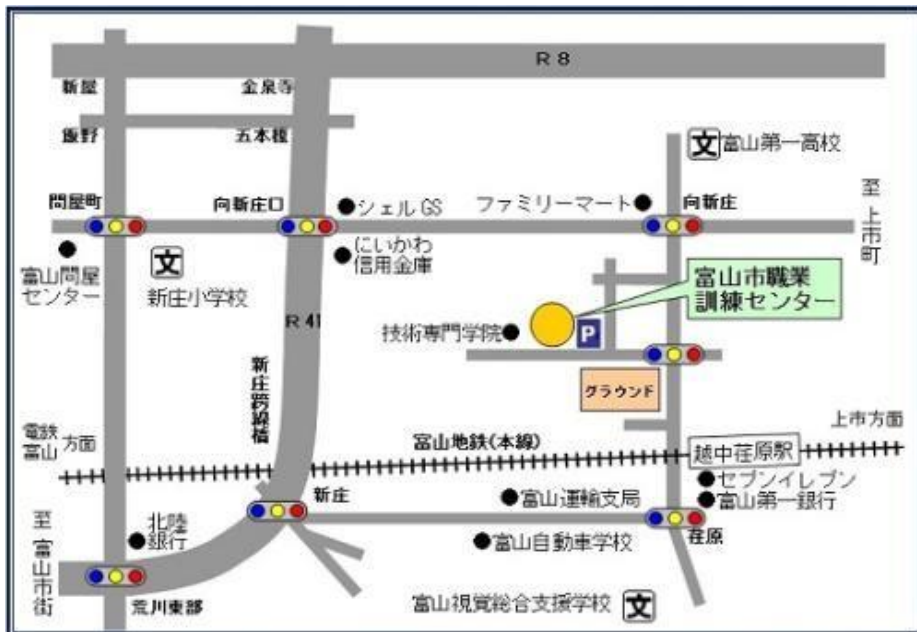 R 8
新屋
金泉寺
飯野
五本榎
文
富山第一高校
問屋町
向新庄口
シェル GS
ファミリーマート
向新庄
至 上市町
富山問屋
センター
文
新庄小学校
にいかわ
信用金庫
富山市職業
訓練センター
R 41
技術専門学院
P
グラウンド
新庄跨線橋
電鉄
富山
方面
富山地鉄(本線)
上市方面
越中荏原駅
セブンイレブン
富山第一銀行
新庄
富山運輸支局
荏原
至 富山市街
北陸
銀行
富山自動車学校
荒川東部
富山視覚総合支援学校
文